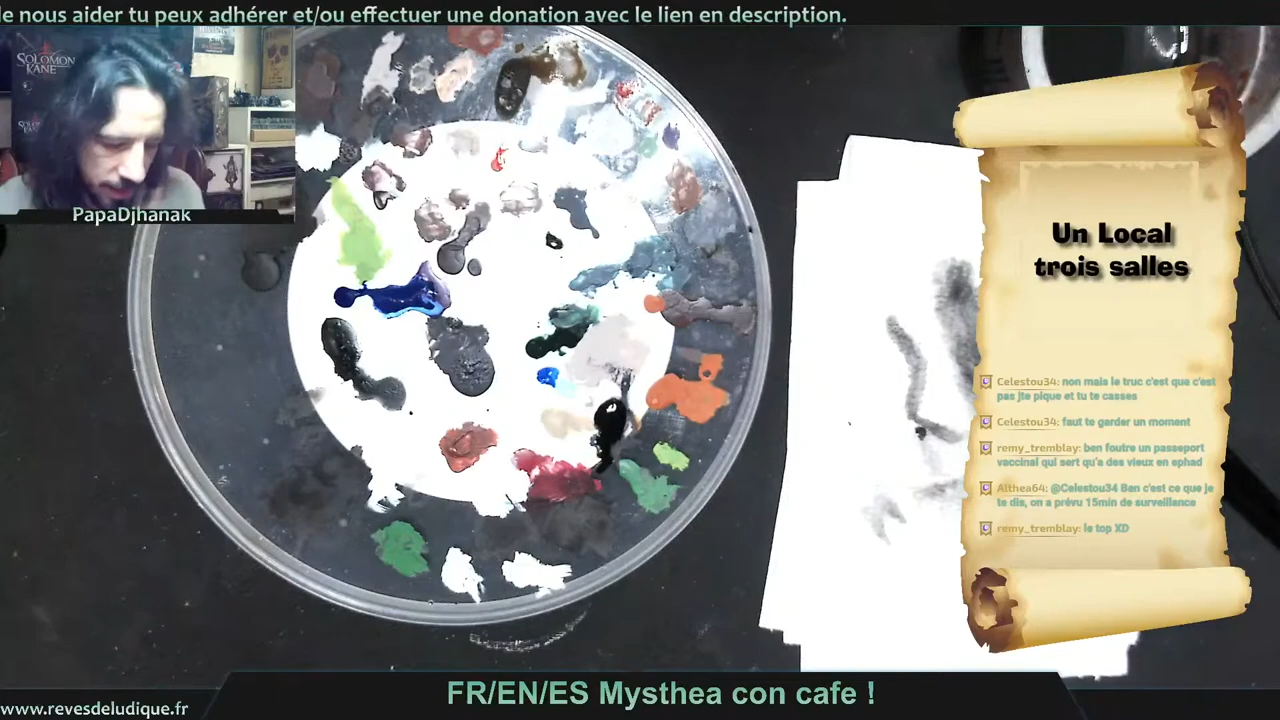 le nous aider tu peux adhérer et/ou effectuer une donation avec le lien en description.
SOLOMON
KANE
PapaDjhanak
Un Local
trois salles
Celestou34: non mais le truc c'est que c'est
pas jte pique et tu te casses
Celestou34: faut te garder un moment
remy_tremblay: ben foutre un passeport
vaccinal qui sert qu'a des vieux en ephad
Althea64: @Celestou34 Ben c'est ce que je
te dis, on a prévu 15min de surveillance
remy_tremblay: le top XD
FR/EN/ES Mysthea con cafe !
www.revesdeludique.fr